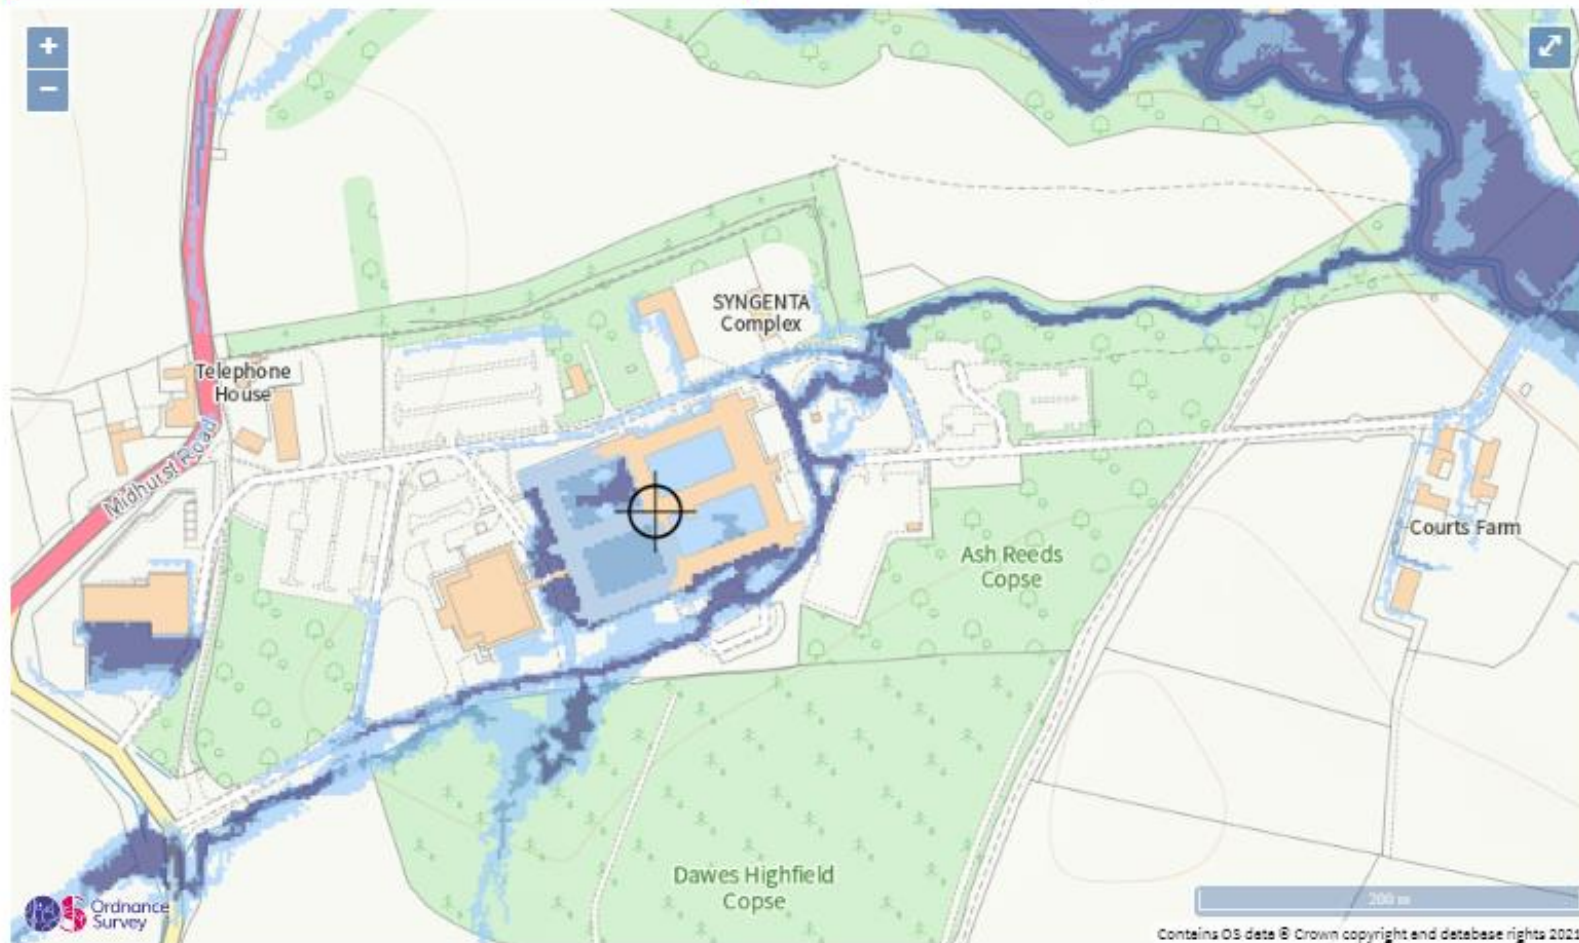 +
−
SYNGENTA
Complex
Telephone
House
Midhurst Road
Ash Reeds
Copse
Courts Farm
Dawes Highfield
Copse
Ordnance
Survey
200 m
Contains OS data © Crown copyright and database rights 2021